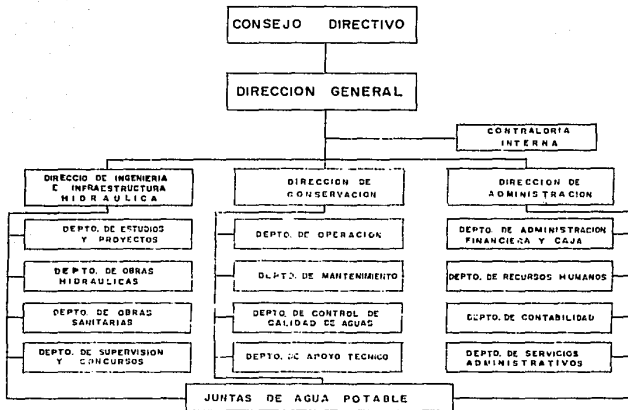 CONSEJO DIRECTIVO
DIRECCION GENERAL
CONTRALORIA
INTERNA
DIRECCIO DE INGENIERIA
E INFRAESTRUCTURA
HIDRAULICA
DIRECCION DE
CONSERVACION
DIRECCION DE
ADMINISTRACION
DEPTO. DE ESTUDIOS
Y PROYECTOS
DEPTO. DE OBRAS
HIDRAULICAS
DEPTO. DE OBRAS
SANITARIAS
DEPTO. DE SUPERVISION
Y CONCURSOS
DEPTO. DE OPERACION
DEPTO. DE MANTENIMIENTO
DEPTO. DE CONTROL DE
CALIDAD DE AGUAS
DEPTO. DE APOYO TECNICO
DEPTO. DE ADMINISTRACION
FINANCIERA Y CAJA
DEPTO. DE RECURSOS HUMANOS
DEPTO. DE CONTABILIDAD
DEPTO. DE SERVICIOS
ADMINISTRATIVOS
JUNTAS DE AGUA POTABLE